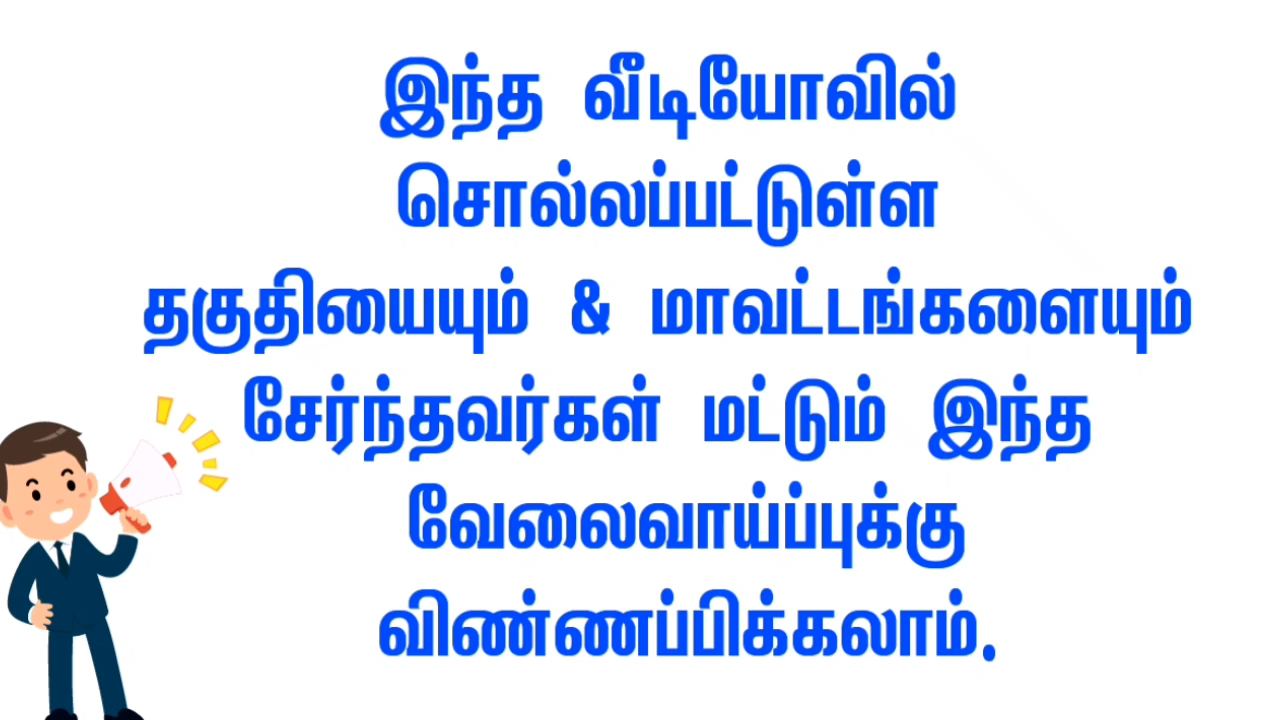 இந்த வீடியோவில்
சொல்லப்பட்டுள்ள
தகுதியையும் & மாவட்டங்களையும்
சேர்ந்தவர்கள் மட்டும் இந்த
வேலைவாய்ப்புக்கு
விண்ணப்பிக்கலாம்.